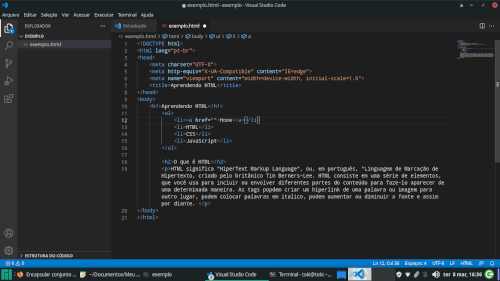 exemplo.html - exemplo - Visual Studio Code
Arquivo Editar Seleção Ver Acessar Executar Terminal Ajuda
EXPLORADOR
Introdução
exemplo.html
EXEMPLO
exemplo.html
exemplo.html > html > body > ul > li > a
1 <!DOCTYPE html>
2 <html lang="pt-br">
3 <head>
4 <meta charset="UTF-8">
5 <meta http-equiv="X-UA-Compatible" content="IE=edge">
6 <meta name="viewport" content="width=device-width, initial-scale=1.0">
7 <title>Aprendendo HTML</title>
8 </head>
9 <body>
10 <h1>Aprendendo HTML</h1>
11 <ul>
12 <li><a href="">Home</a></li>
13 <li>HTML</li>
14 <li>CSS</li>
15 <li>JavaScript</li>
16 </ul>
17
18 <h2>O que é HTML</h2>
19 <p>HTML significa "HiperText Markup Language", ou, em português, "Linguagem de Marcação de
Hipertexto, criado pelo britânico Tim Berners-Lee. HTML consiste em uma série de elementos,
que você usa para incluir ou envolver diferentes partes do conteúdo para fazê-lo aparecer de
uma determinada maneira. As tags popdem criar um hiperlink de uma palavra ou imagem para
outro lugar, podem colocar palavras em italico, podem aumentar ou diminuir a fonte e assim
por diante. </p>
20 </body>
21 </html>
ESTRUTURA DO CÓDIGO
0 0
Ln 12, Col 36 Espaços: 4 UTF-8 LF HTML
Encapsular conjunto ...
~/Documentos/Meu ...
exemplo
Visual Studio Code
ter 8 mar, 16:36